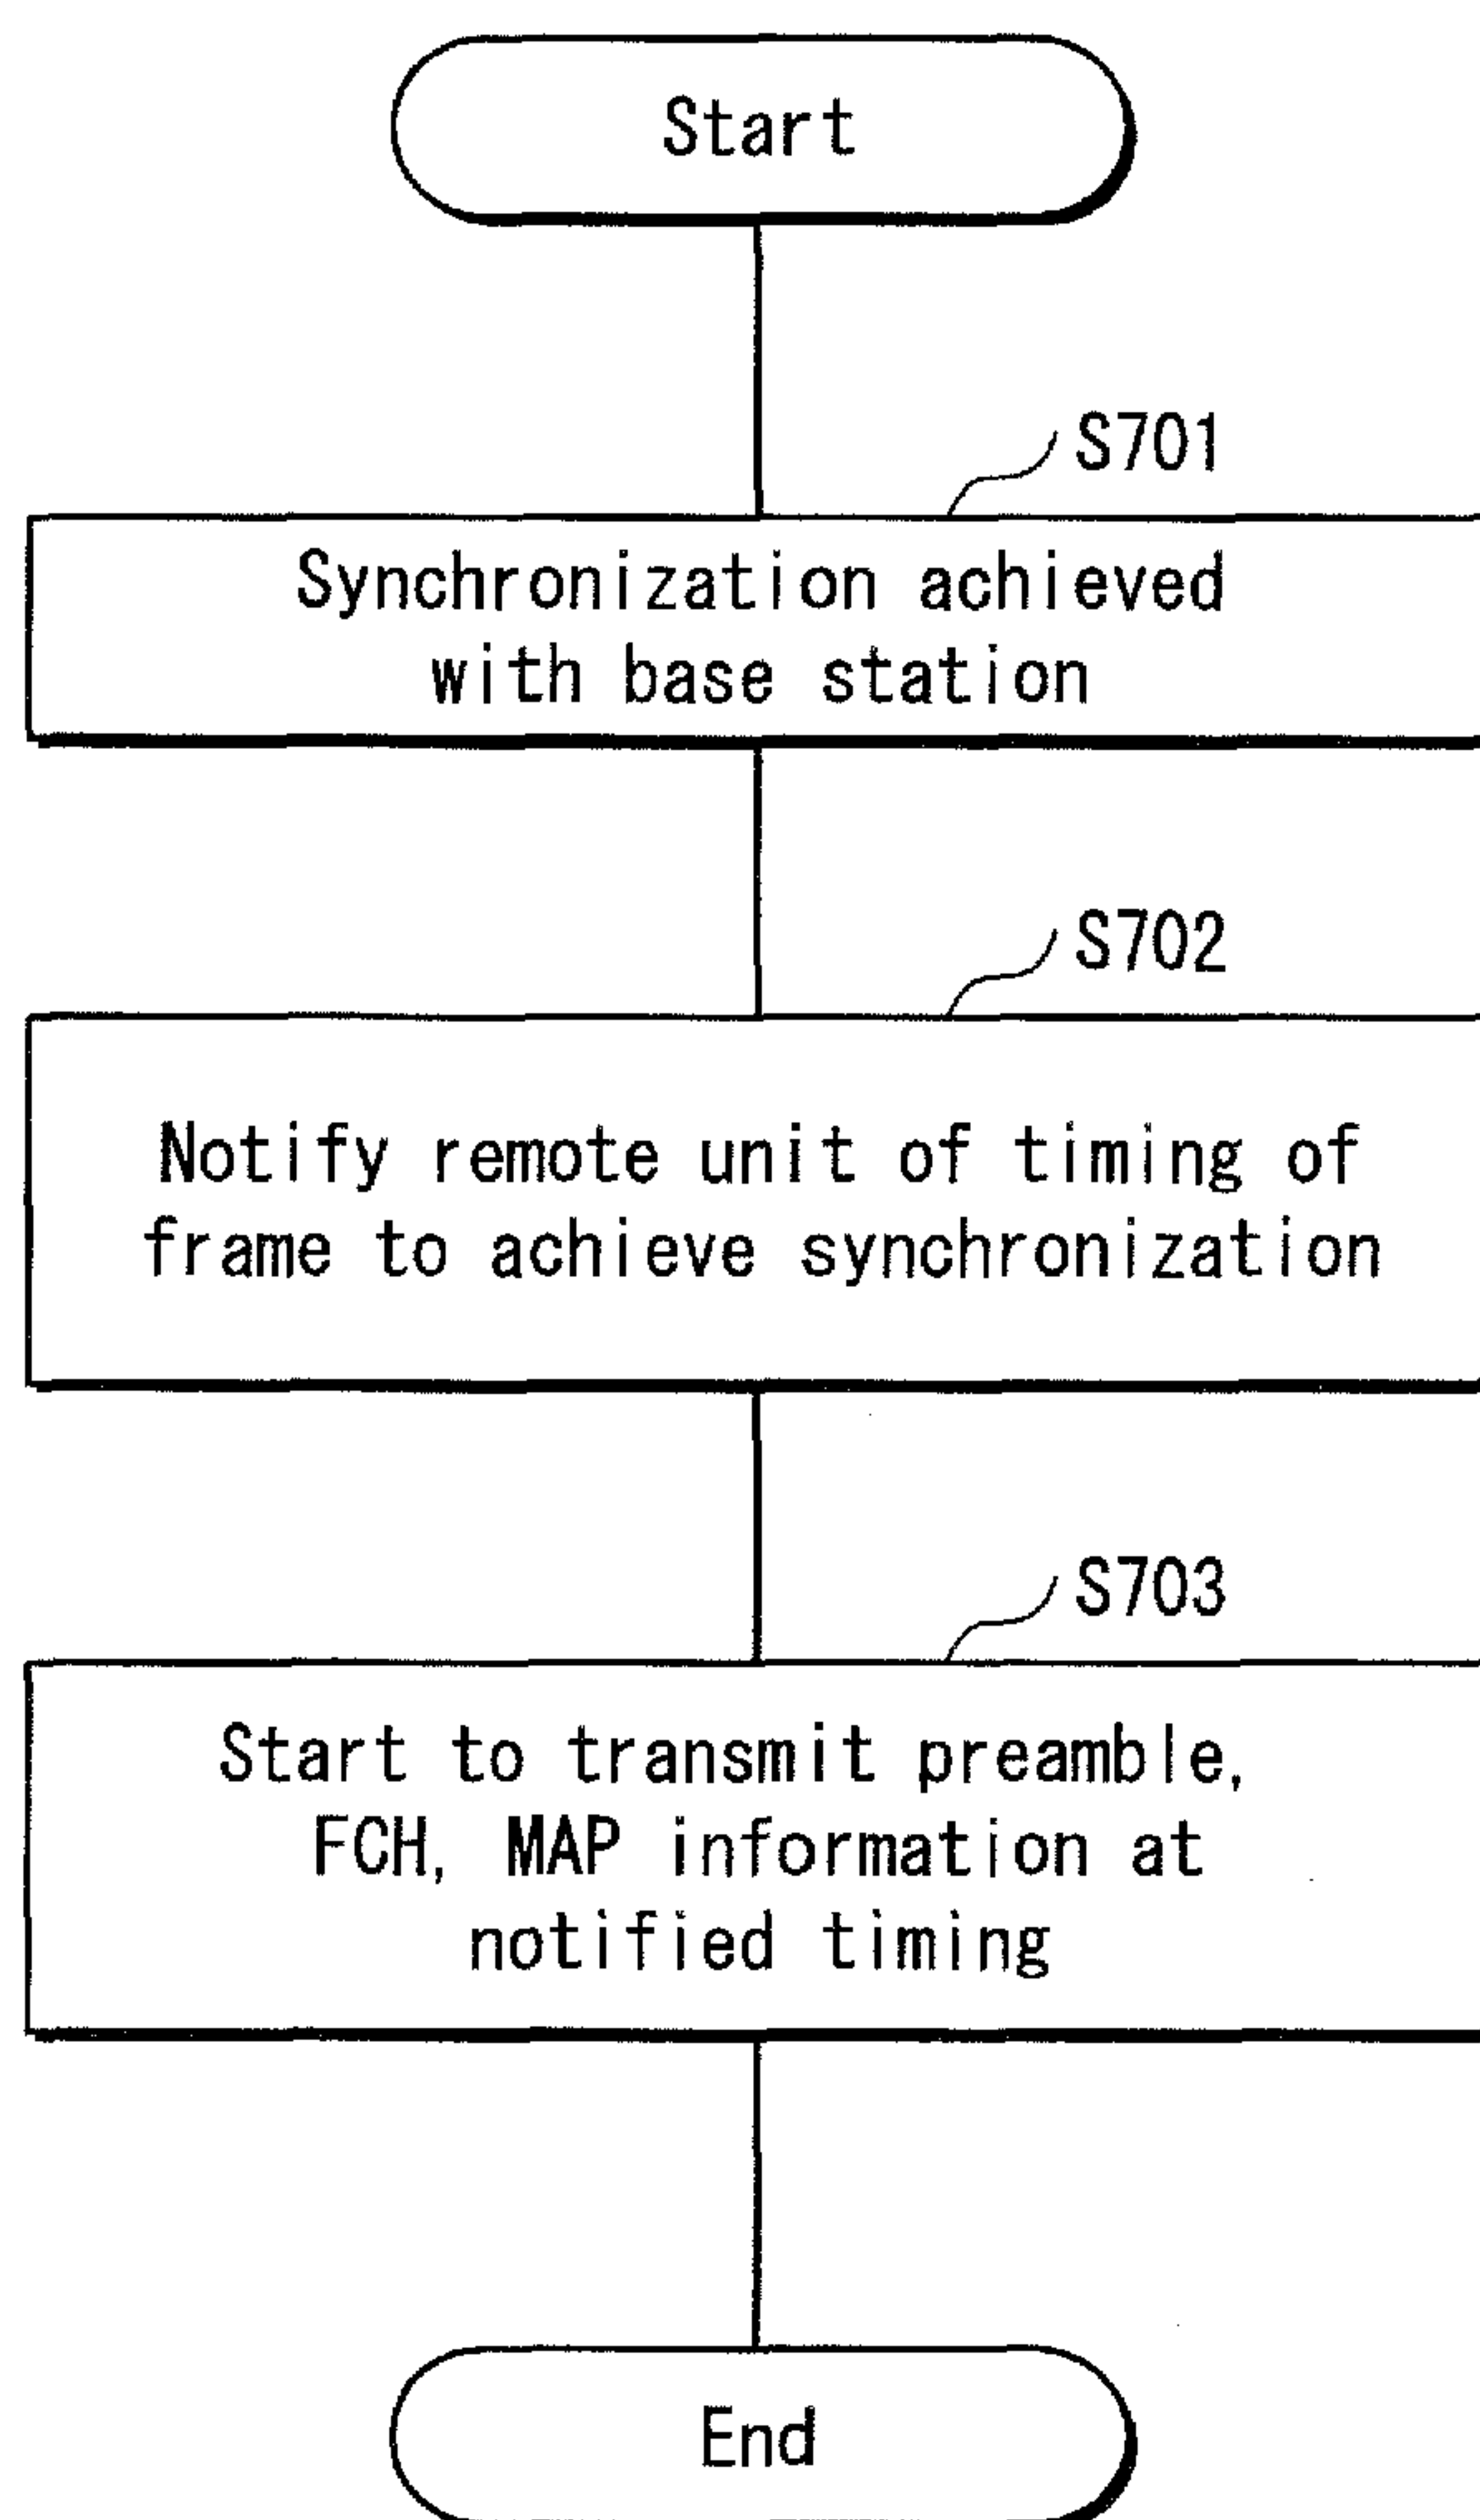 Start
S701
Synchronization achieved
with base station
S702
Notify remote unit of timing of
frame to achieve synchronization
S703
Start to transmit preamble,
FCH, MAP information at
notified timing
End